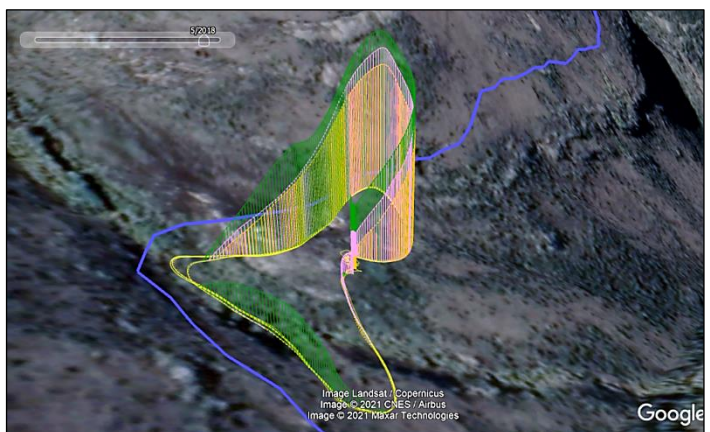 5/2018
Image Landsat / Copernicus
Image © 2021 CNES / Airbus
Image © 2021 Maxar Technologies
Google